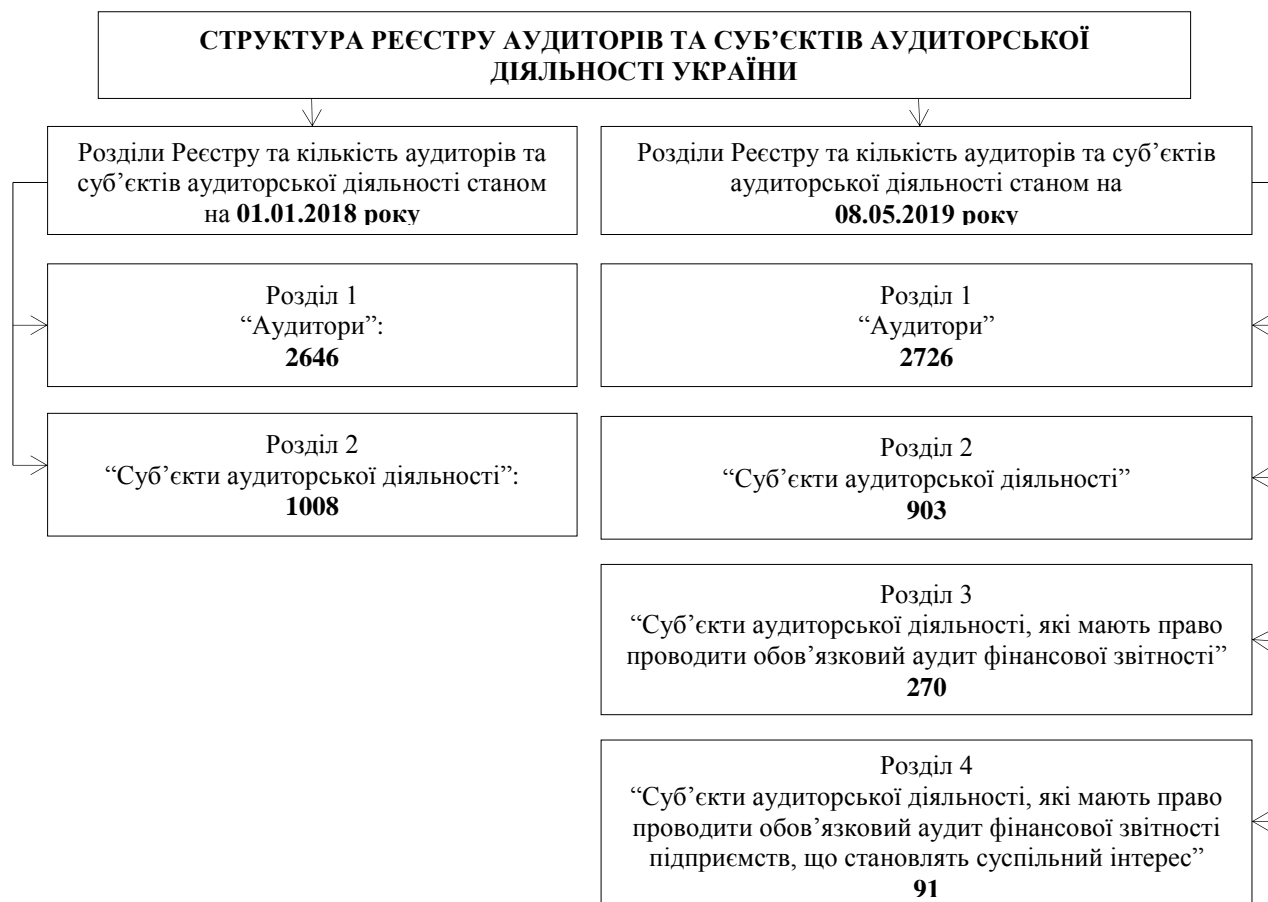 СТРУКТУРА РЕЄСТРУ АУДИТОРІВ ТА СУБ’ЄКТІВ АУДИТОРСЬКОЇ
ДІЯЛЬНОСТІ УКРАЇНИ
Розділи Реєстру та кількість аудиторів та
суб’єктів аудиторської діяльності станом
на 01.01.2018 року
Розділ 1
“Аудитори”:
2646
Розділ 2
“Суб’єкти аудиторської діяльності”:
1008
Розділи Реєстру та кількість аудиторів та суб’єктів
аудиторської діяльності станом на
08.05.2019 року
Розділ 1
“Аудитори”
2726
Розділ 2
“Суб’єкти аудиторської діяльності”
903
Розділ 3
“Суб’єкти аудиторської діяльності, які мають право
проводити обов’язковий аудит фінансової звітності”
270
Розділ 4
“Суб’єкти аудиторської діяльності, які мають право
проводити обов’язковий аудит фінансової звітності
підприємств, що становлять суспільний інтерес”
91